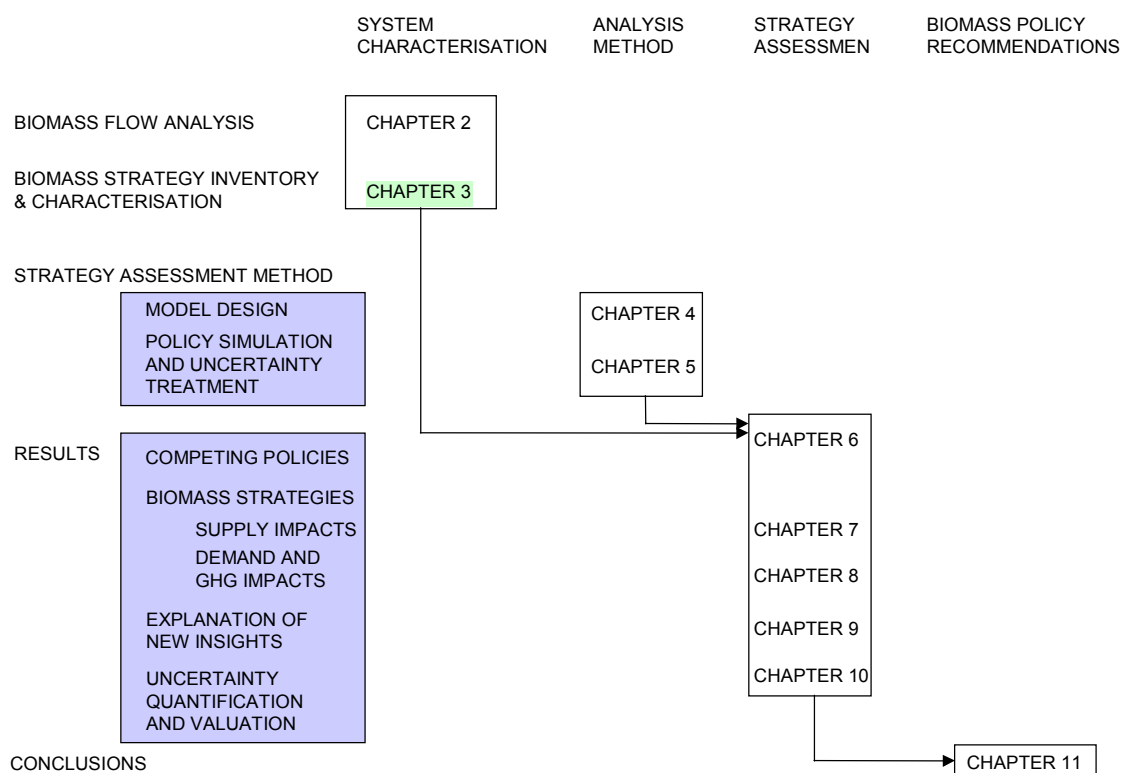 SYSTEM
CHARACTERISATION
ANALYSIS
METHOD
STRATEGY
ASSESSMEN
BIOMASS POLICY
RECOMMENDATIONS
BIOMASS FLOW ANALYSIS
CHAPTER 2
BIOMASS STRATEGY INVENTORY
& CHARACTERISATION
CHAPTER 3
STRATEGY ASSESSMENT METHOD
MODEL DESIGN
CHAPTER 4
POLICY SIMULATION
AND UNCERTAINTY
TREATMENT
CHAPTER 5
RESULTS
COMPETING POLICIES
CHAPTER 6
BIOMASS STRATEGIES
SUPPLY IMPACTS
CHAPTER 7
DEMAND AND
GHG IMPACTS
CHAPTER 8
EXPLANATION OF
NEW INSIGHTS
CHAPTER 9
UNCERTAINTY
QUANTIFICATION
AND VALUATION
CHAPTER 10
CONCLUSIONS
CHAPTER 11